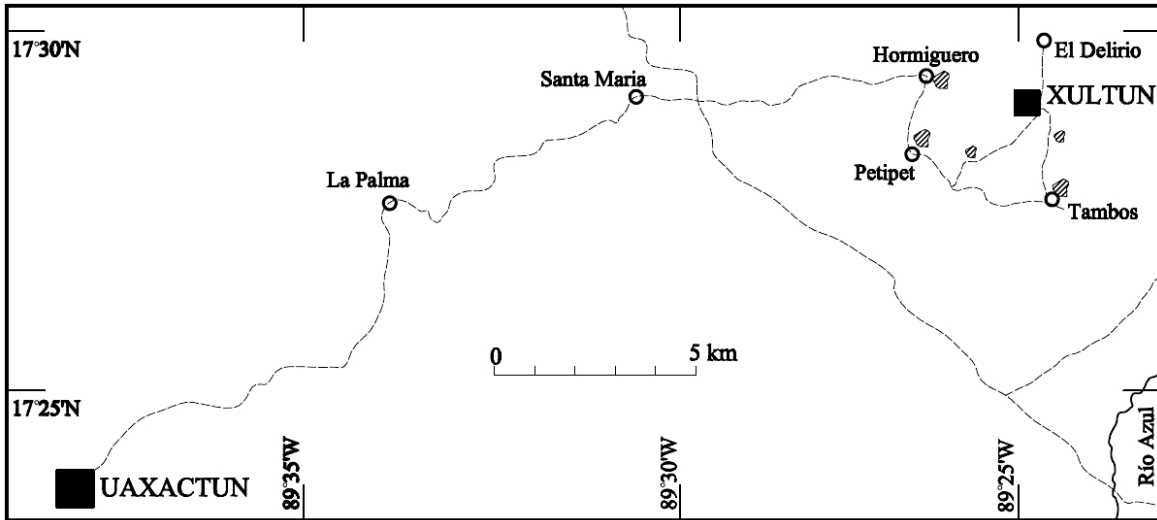 17°30'N
El Delirio
Hormiguero
Santa Maria
XULTUN
Petipet
La Palma
Tambos
0 5 km
17°25'N
89°35'W
89°30'W
89°25'W
Río Azul
UAXACTUN